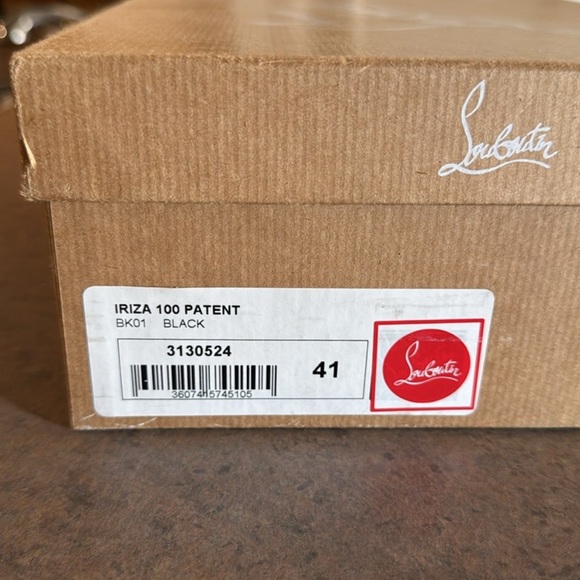 Louboutin
IRIZA 100 PATENT
BK01 BLACK
3130524
41
3607415745105
Louboutin